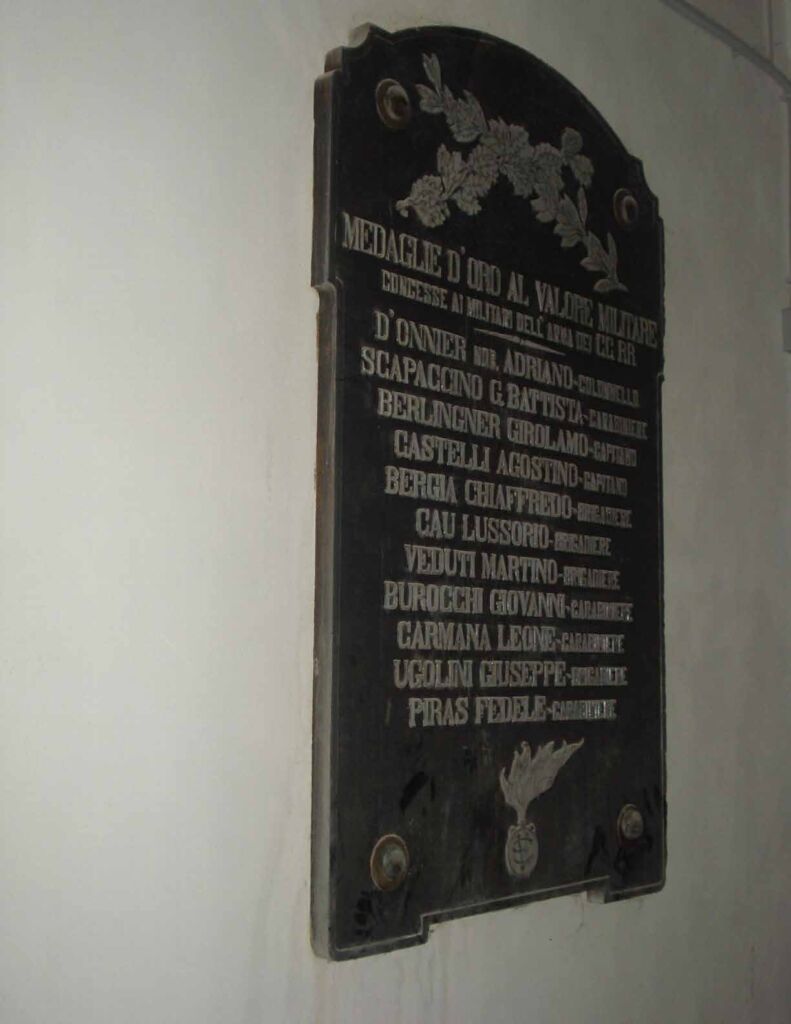 MEDAGLIE D'ORO AL VALORE MILITARE
CONCESSE AI MILITARI DELL'ARMA DEI CC.RR.
D'ONNIER NOB. ADRIANO-COLONNELLO
SCAPACCINO G.BATTISTA-CARABINIERE
BERLINGNER GIROLAMO-CAPITANO
CASTELLI AGOSTINO-CAPITANO
BERGIA CHIAFFREDO-BRIGADIERE
CAU LUSSORIO-BRIGADIERE
VEDUTI MARTINO-BRIGADIERE
BUROCCHI GIOVANNI-CARABINIERE
CARMANA LEONE-CARABINIERE
UGOLINI GIUSEPPE-BRIGADIERE
PIRAS FEDELE-CARABINIERE